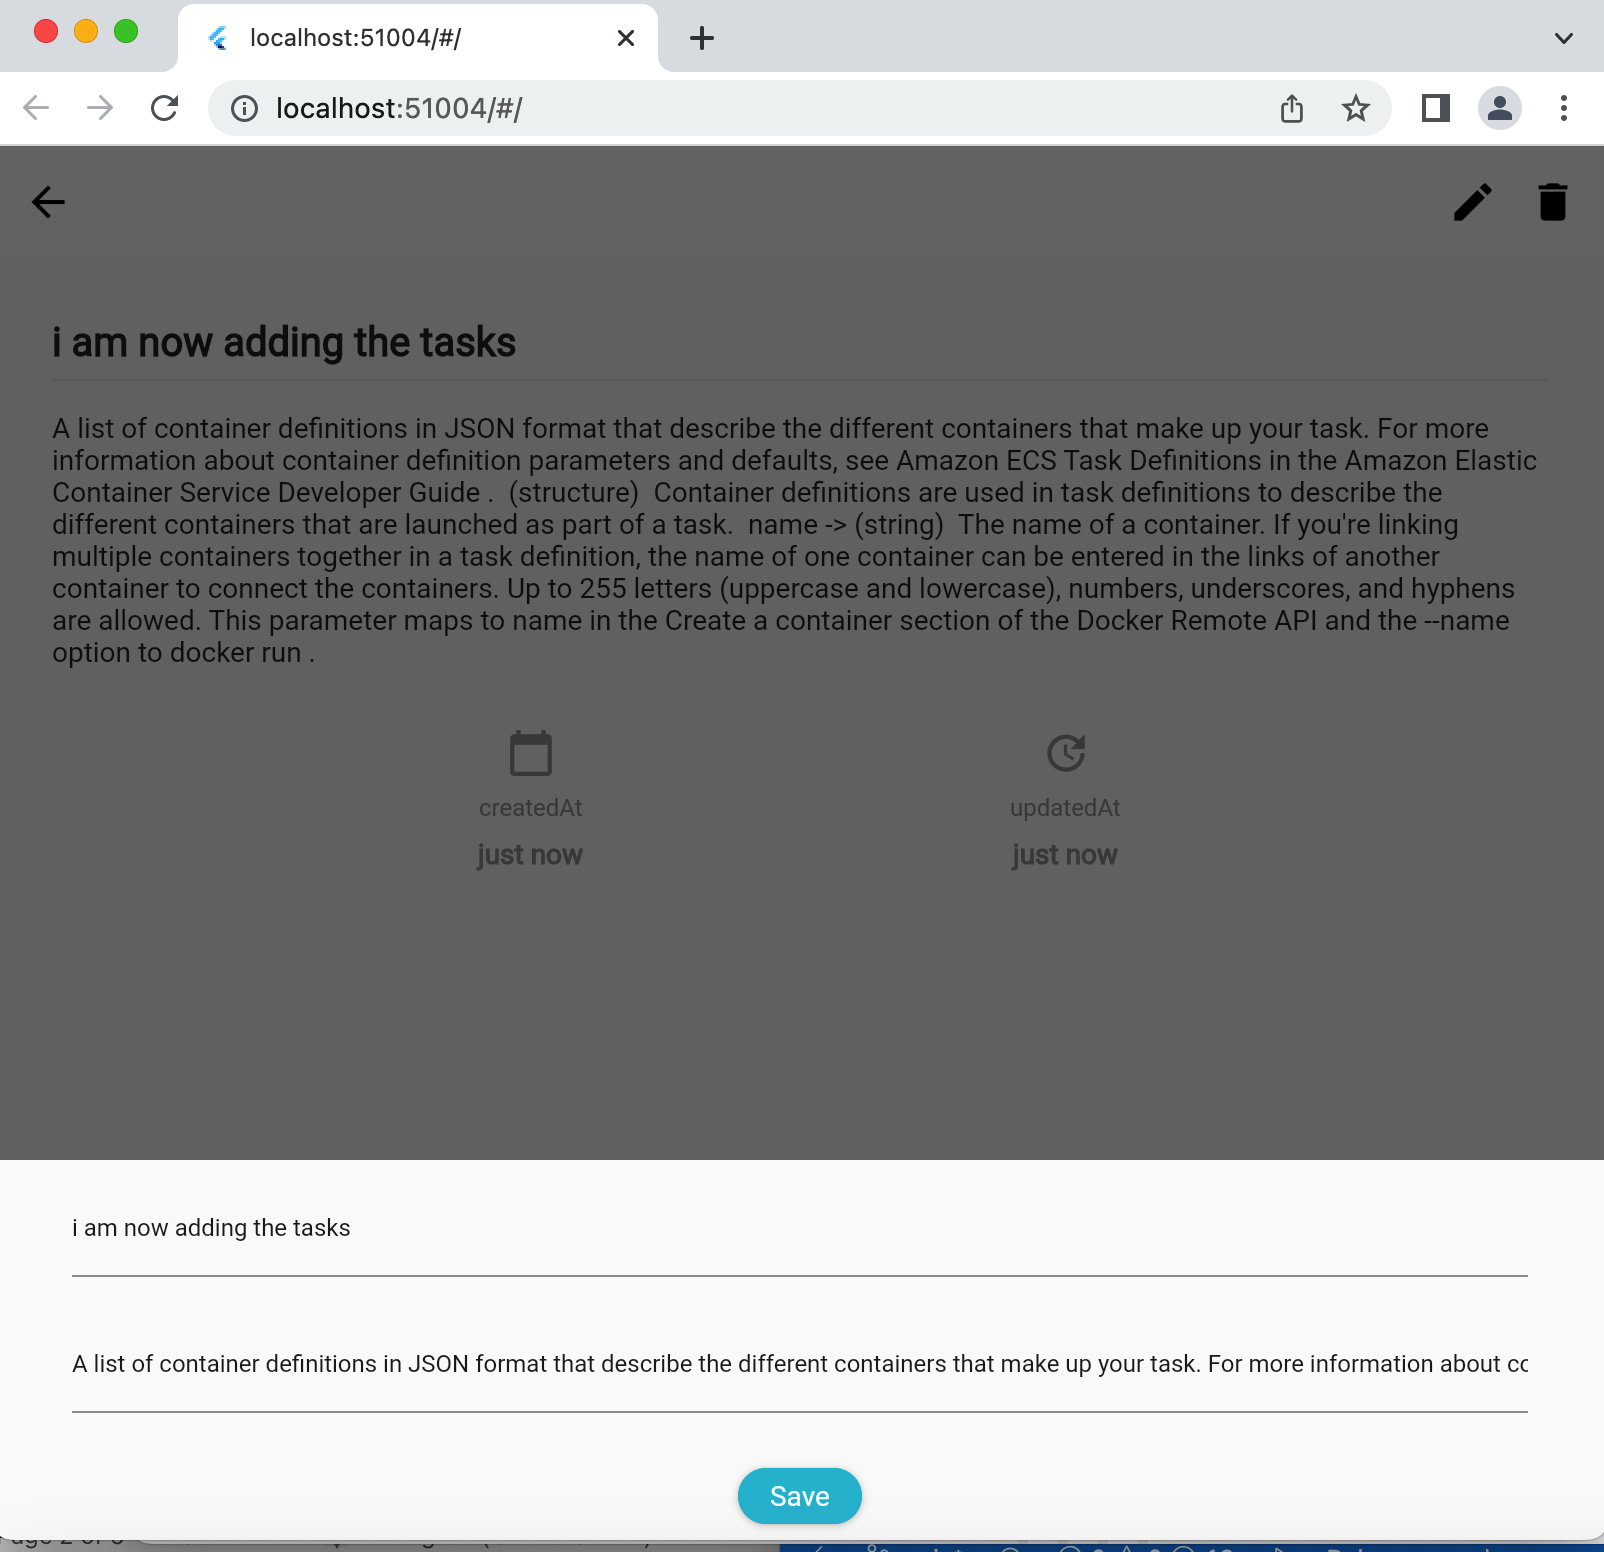 localhost:51004/#/
localhost:51004/#/
i am now adding the tasks
A list of container definitions in JSON format that describe the different containers that make up your task. For more
information about container definition parameters and defaults, see Amazon ECS Task Definitions in the Amazon Elastic
Container Service Developer Guide .  (structure)  Container definitions are used in task definitions to describe the
different containers that are launched as part of a task.  name -> (string)  The name of a container. If you're linking
multiple containers together in a task definition, the name of one container can be entered in the links of another
container to connect the containers. Up to 255 letters (uppercase and lowercase), numbers, underscores, and hyphens
are allowed. This parameter maps to name in the Create a container section of the Docker Remote API and the --name
option to docker run .
createdAt
updatedAt
just now
just now
i am now adding the tasks
A list of container definitions in JSON format that describe the different containers that make up your task. For more information about
Save